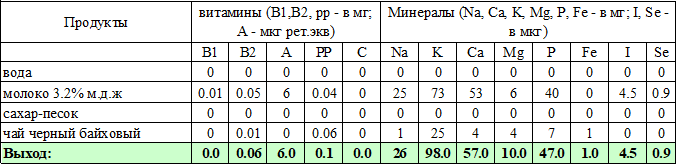 Продукты витамины (B1,B2, рр - в мг; А - мкг рет.экв) Минералы (Na, Ca, K, Mg, P, Fe - в мг; I, Se - в мкг)
B1 B2 A PP C Na K Ca Mg P Fe I Se
вода 0 0 0 0 0 0 0 0 0 0 0 0 0
молоко 3.2% м.д.ж 0.01 0.05 6 0.04 0 25 73 53 6 40 0 4.5 0.9
сахар-песок 0 0 0 0 0 0 0 0 0 0 0 0 0
чай черный байховый 0 0.01 0 0.06 0 1 25 4 4 7 1 0 0
Выход: 0.0 0.06 6.0 0.1 0.0 26 98.0 57.0 10.0 47.0 1.0 4.5 0.9